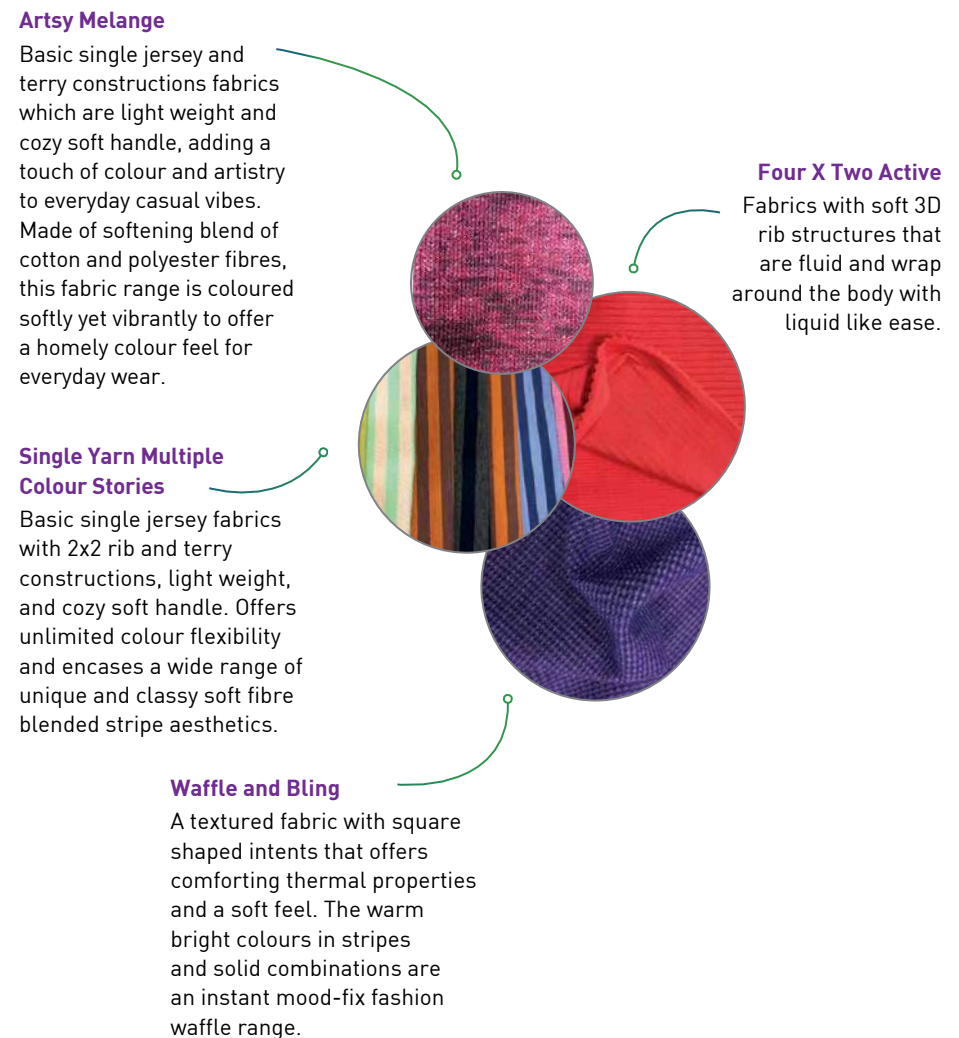 Artsy Melange
Basic single jersey and
terry constructions fabrics
which are light weight and
cozy soft handle, adding a
touch of colour and artistry
to everyday casual vibes.
Made of softening blend of
cotton and polyester fibres,
this fabric range is coloured
softly yet vibrantly to offer
a homely colour feel for
everyday wear.
Four X Two Active
Fabrics with soft 3D
rib structures that
are fluid and wrap
around the body with
liquid like ease.
Single Yarn Multiple
Colour Stories
Basic single jersey fabrics
with 2x2 rib and terry
constructions, light weight,
and cozy soft handle. Offers
unlimited colour flexibility
and encases a wide range of
unique and classy soft fibre
blended stripe aesthetics.
Waffle and Bling
A textured fabric with square
shaped intents that offers
comforting thermal properties
and a soft feel. The warm
bright colours in stripes
and solid combinations are
an instant mood-fix fashion
waffle range.